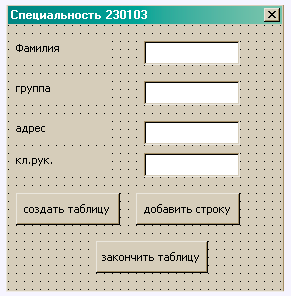 Специальность 230103
Фамилия
группа
адрес
кл.рук.
создать таблицу
добавить строку
закончить таблицу